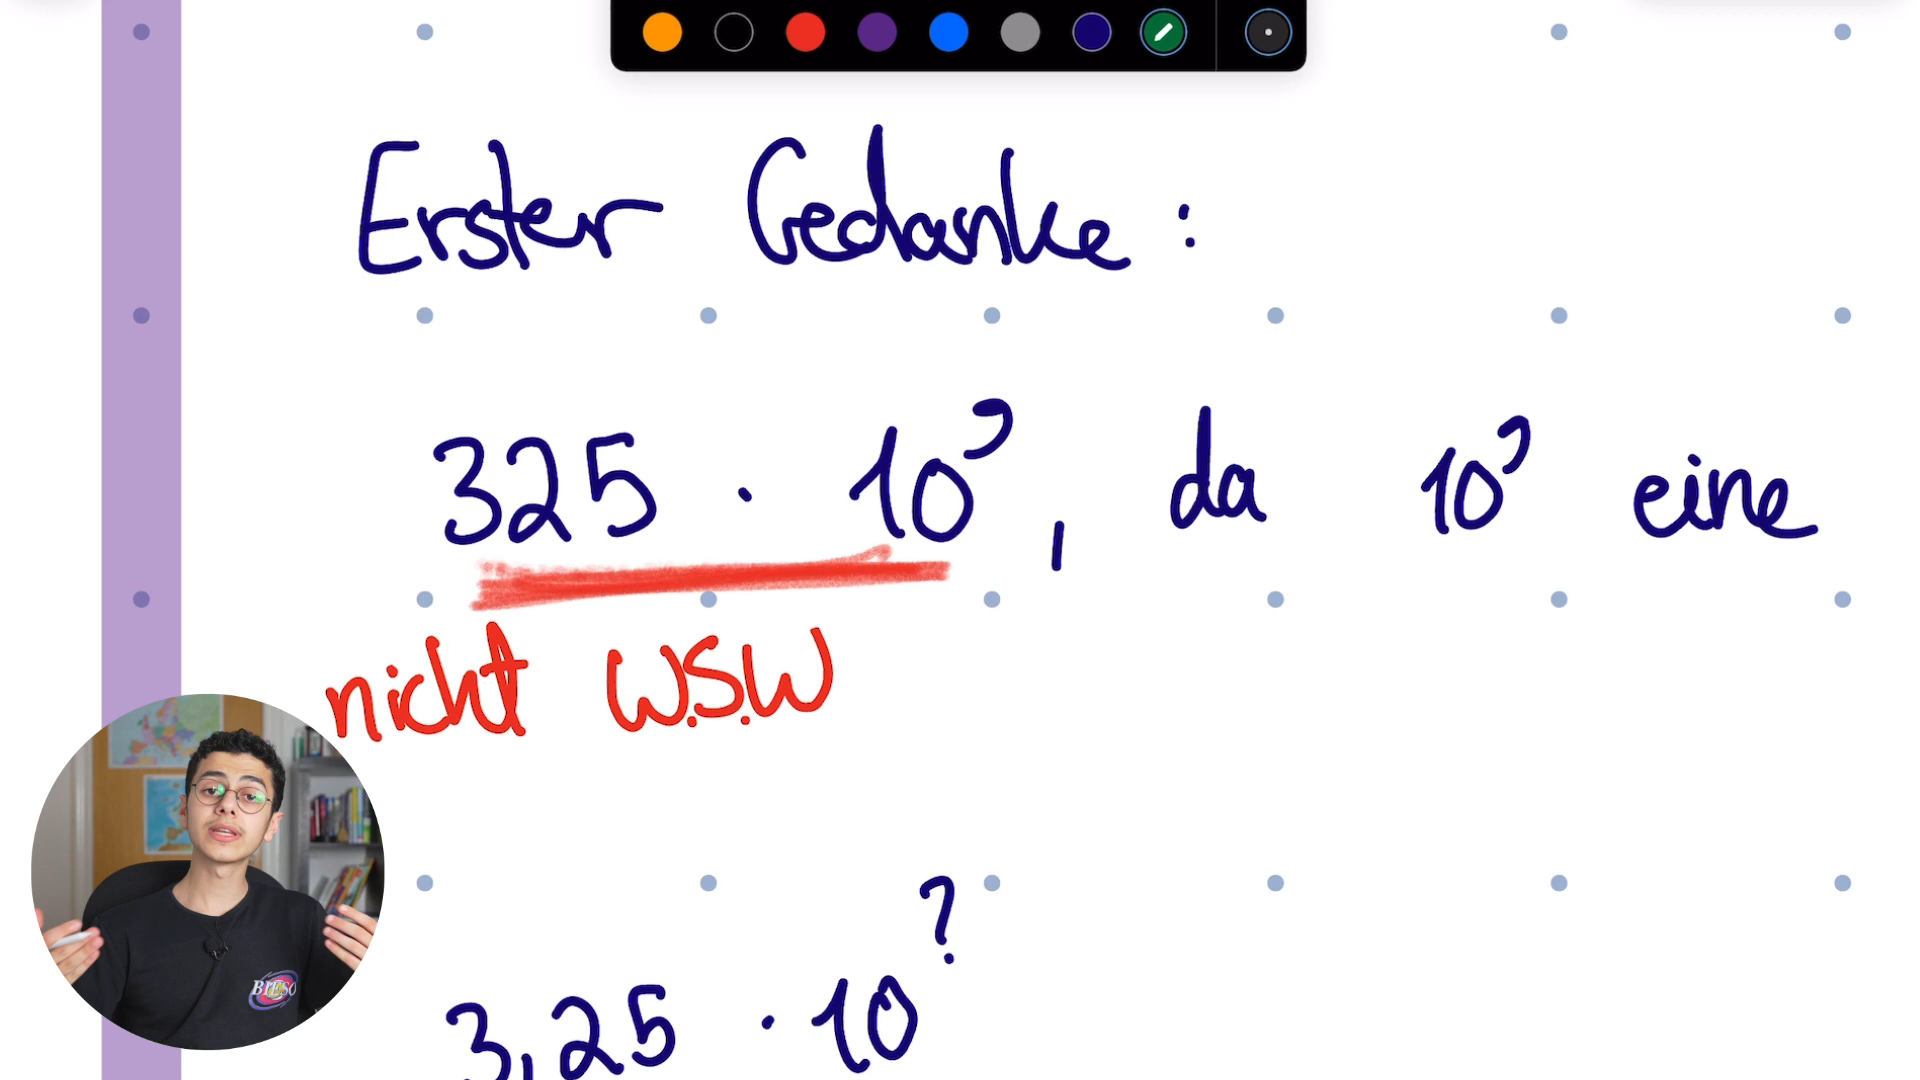 Erster Gedanke:
325 · 10⁹, da 10⁹ eine
nicht W.S.W
3,25 · 10^?